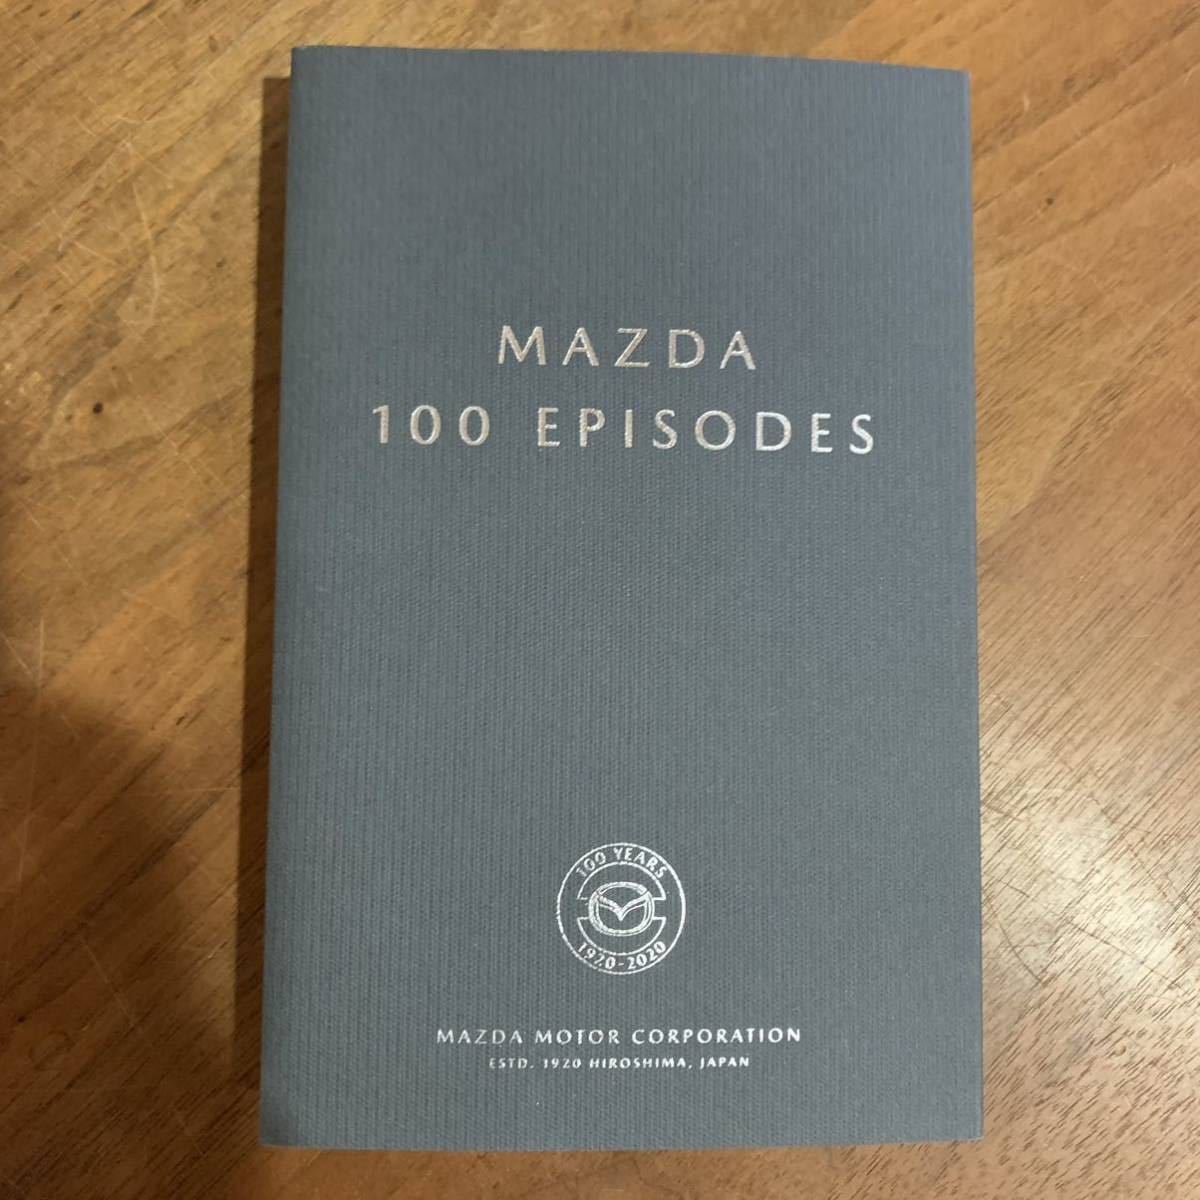 MAZDA
100 EPISODES
100 YEARS
1920-2020
MAZDA MOTOR CORPORATION
ESTD. 1920 HIROSHIMA, JAPAN